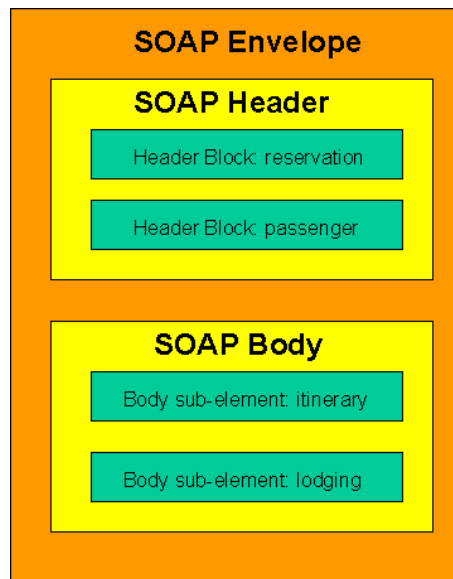 SOAP Envelope
SOAP Header
Header Block: reservation
Header Block: passenger
SOAP Body
Body sub-element: itinerary
Body sub-element: lodging